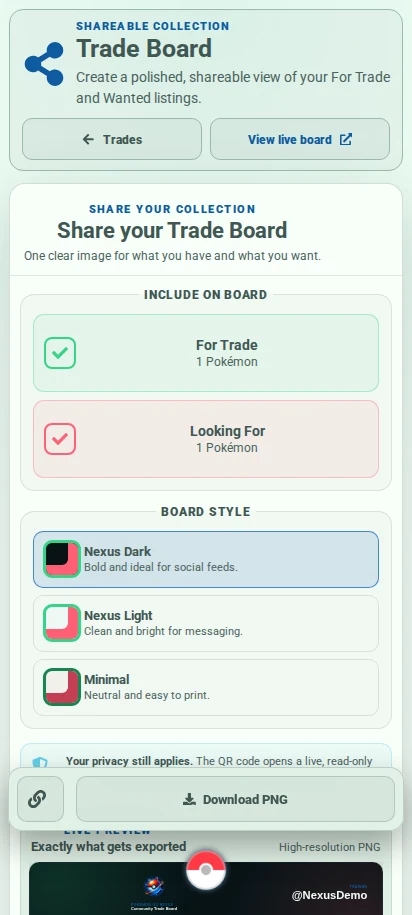 SHAREABLE COLLECTION
Trade Board
Create a polished, shareable view of your For Trade
and Wanted listings.
Trades
View live board
SHARE YOUR COLLECTION
Share your Trade Board
One clear image for what you have and what you want.
INCLUDE ON BOARD
For Trade
1 Pokémon
Looking For
1 Pokémon
BOARD STYLE
Nexus Dark
Bold and ideal for social feeds.
Nexus Light
Clean and bright for messaging.
Minimal
Neutral and easy to print.
Your privacy still applies. The QR code opens a live, read-only
Download PNG
LIVE PREVIEW
Exactly what gets exported
High-resolution PNG
@NexusDemo
Community Trade Board